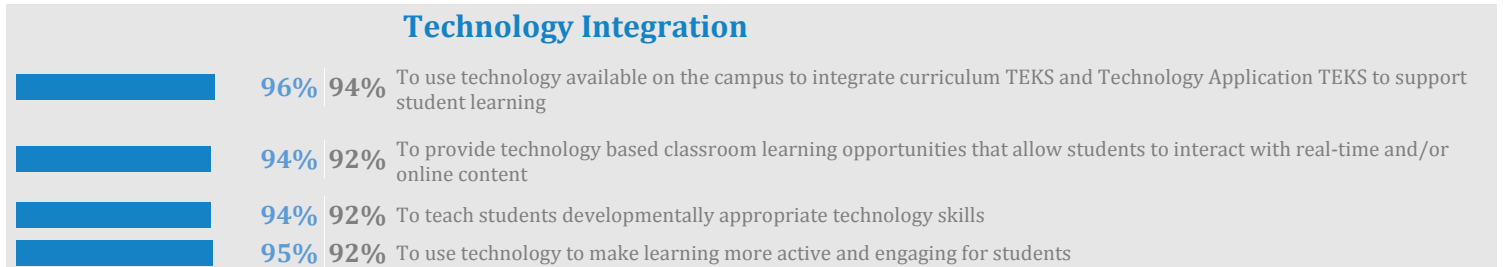 Technology Integration
96% 94% To use technology available on the campus to integrate curriculum TEKS and Technology Application TEKS to support
student learning
94% 92% To provide technology based classroom learning opportunities that allow students to interact with real-time and/or
online content
94% 92% To teach students developmentally appropriate technology skills
95% 92% To use technology to make learning more active and engaging for students